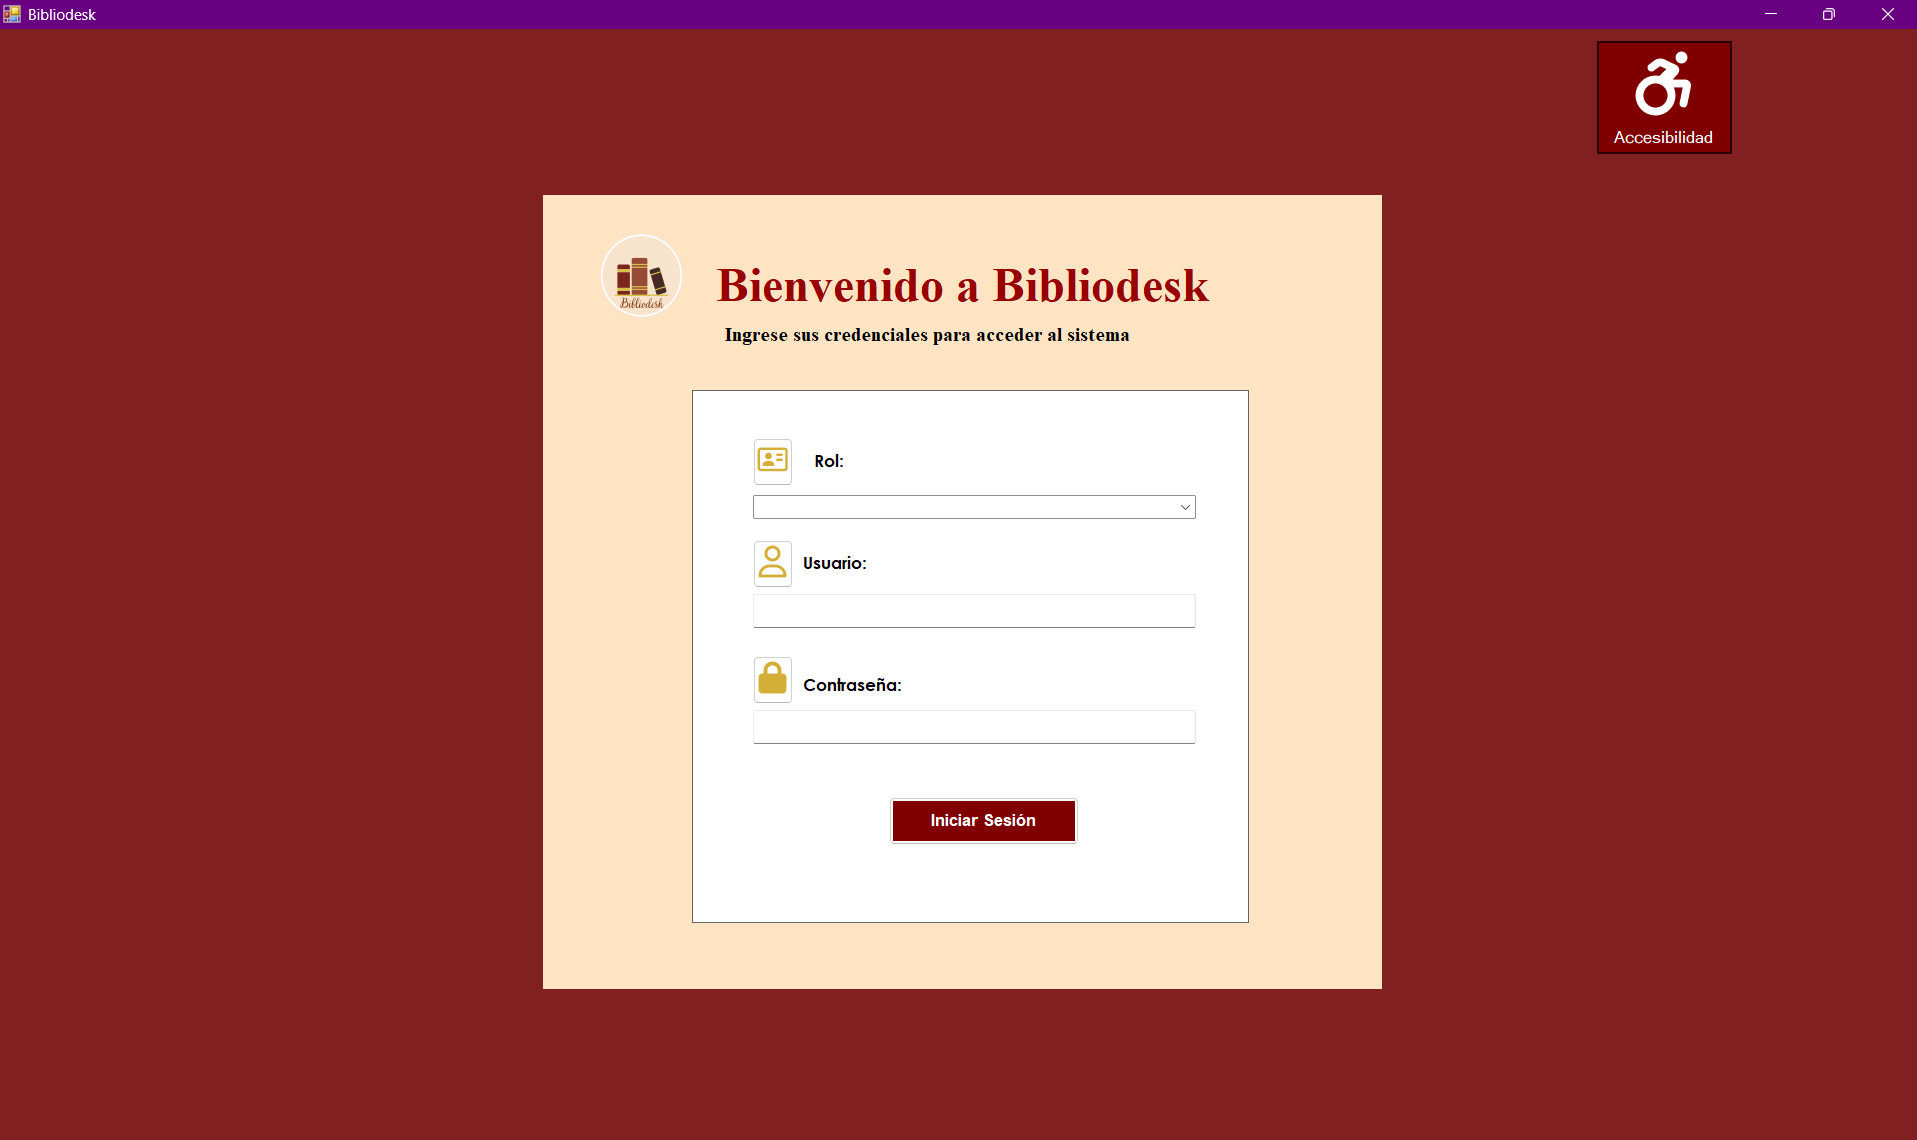 Bibliodesk
Accesibilidad
Bibliodesk
Bienvenido a Bibliodesk
Ingrese sus credenciales para acceder al sistema
Rol:
Usuario:
Contraseña:
Iniciar Sesión